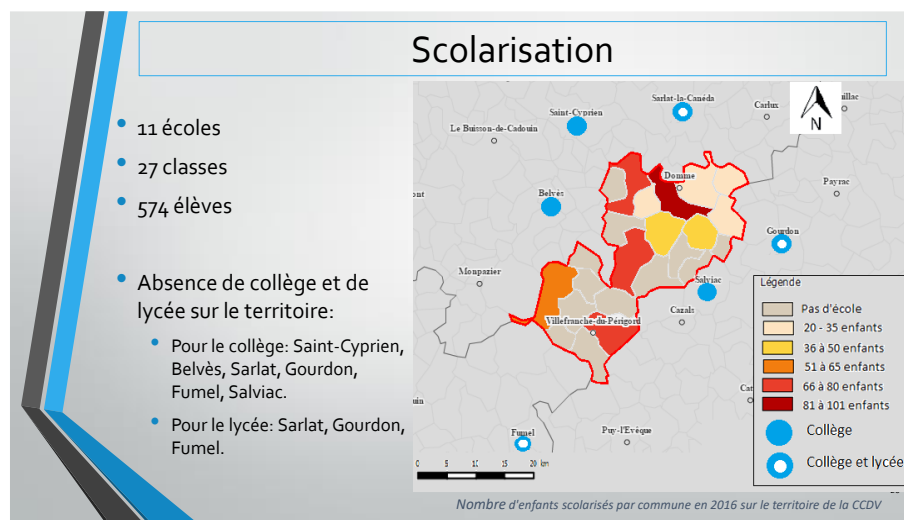 Scolarisation
11 écoles
27 classes
574 élèves
Absence de collège et de
lycée sur le territoire:
Pour le collège: Saint-Cyprien,
Belvès, Sarlat, Gourdon,
Fumel, Salviac.
Pour le lycée: Sarlat, Gourdon,
Fumel.
Sarlat-la-Canéda
Carlux
Saint-Cyprien
N
Le Buisson-de-Cadouin
Domme
Payrac
Belvès
Gourdon
Monpazier
Salviac
Cazals
Villefranche-du-Périgord
Fumel
Puy-l'Evêque
0 5 10 15 20 km
Légende
Pas d'école
20 - 35 enfants
36 à 50 enfants
51 à 65 enfants
66 à 80 enfants
81 à 101 enfants
Collège
Collège et lycée
Nombre d'enfants scolarisés par commune en 2016 sur le territoire de la CCDV